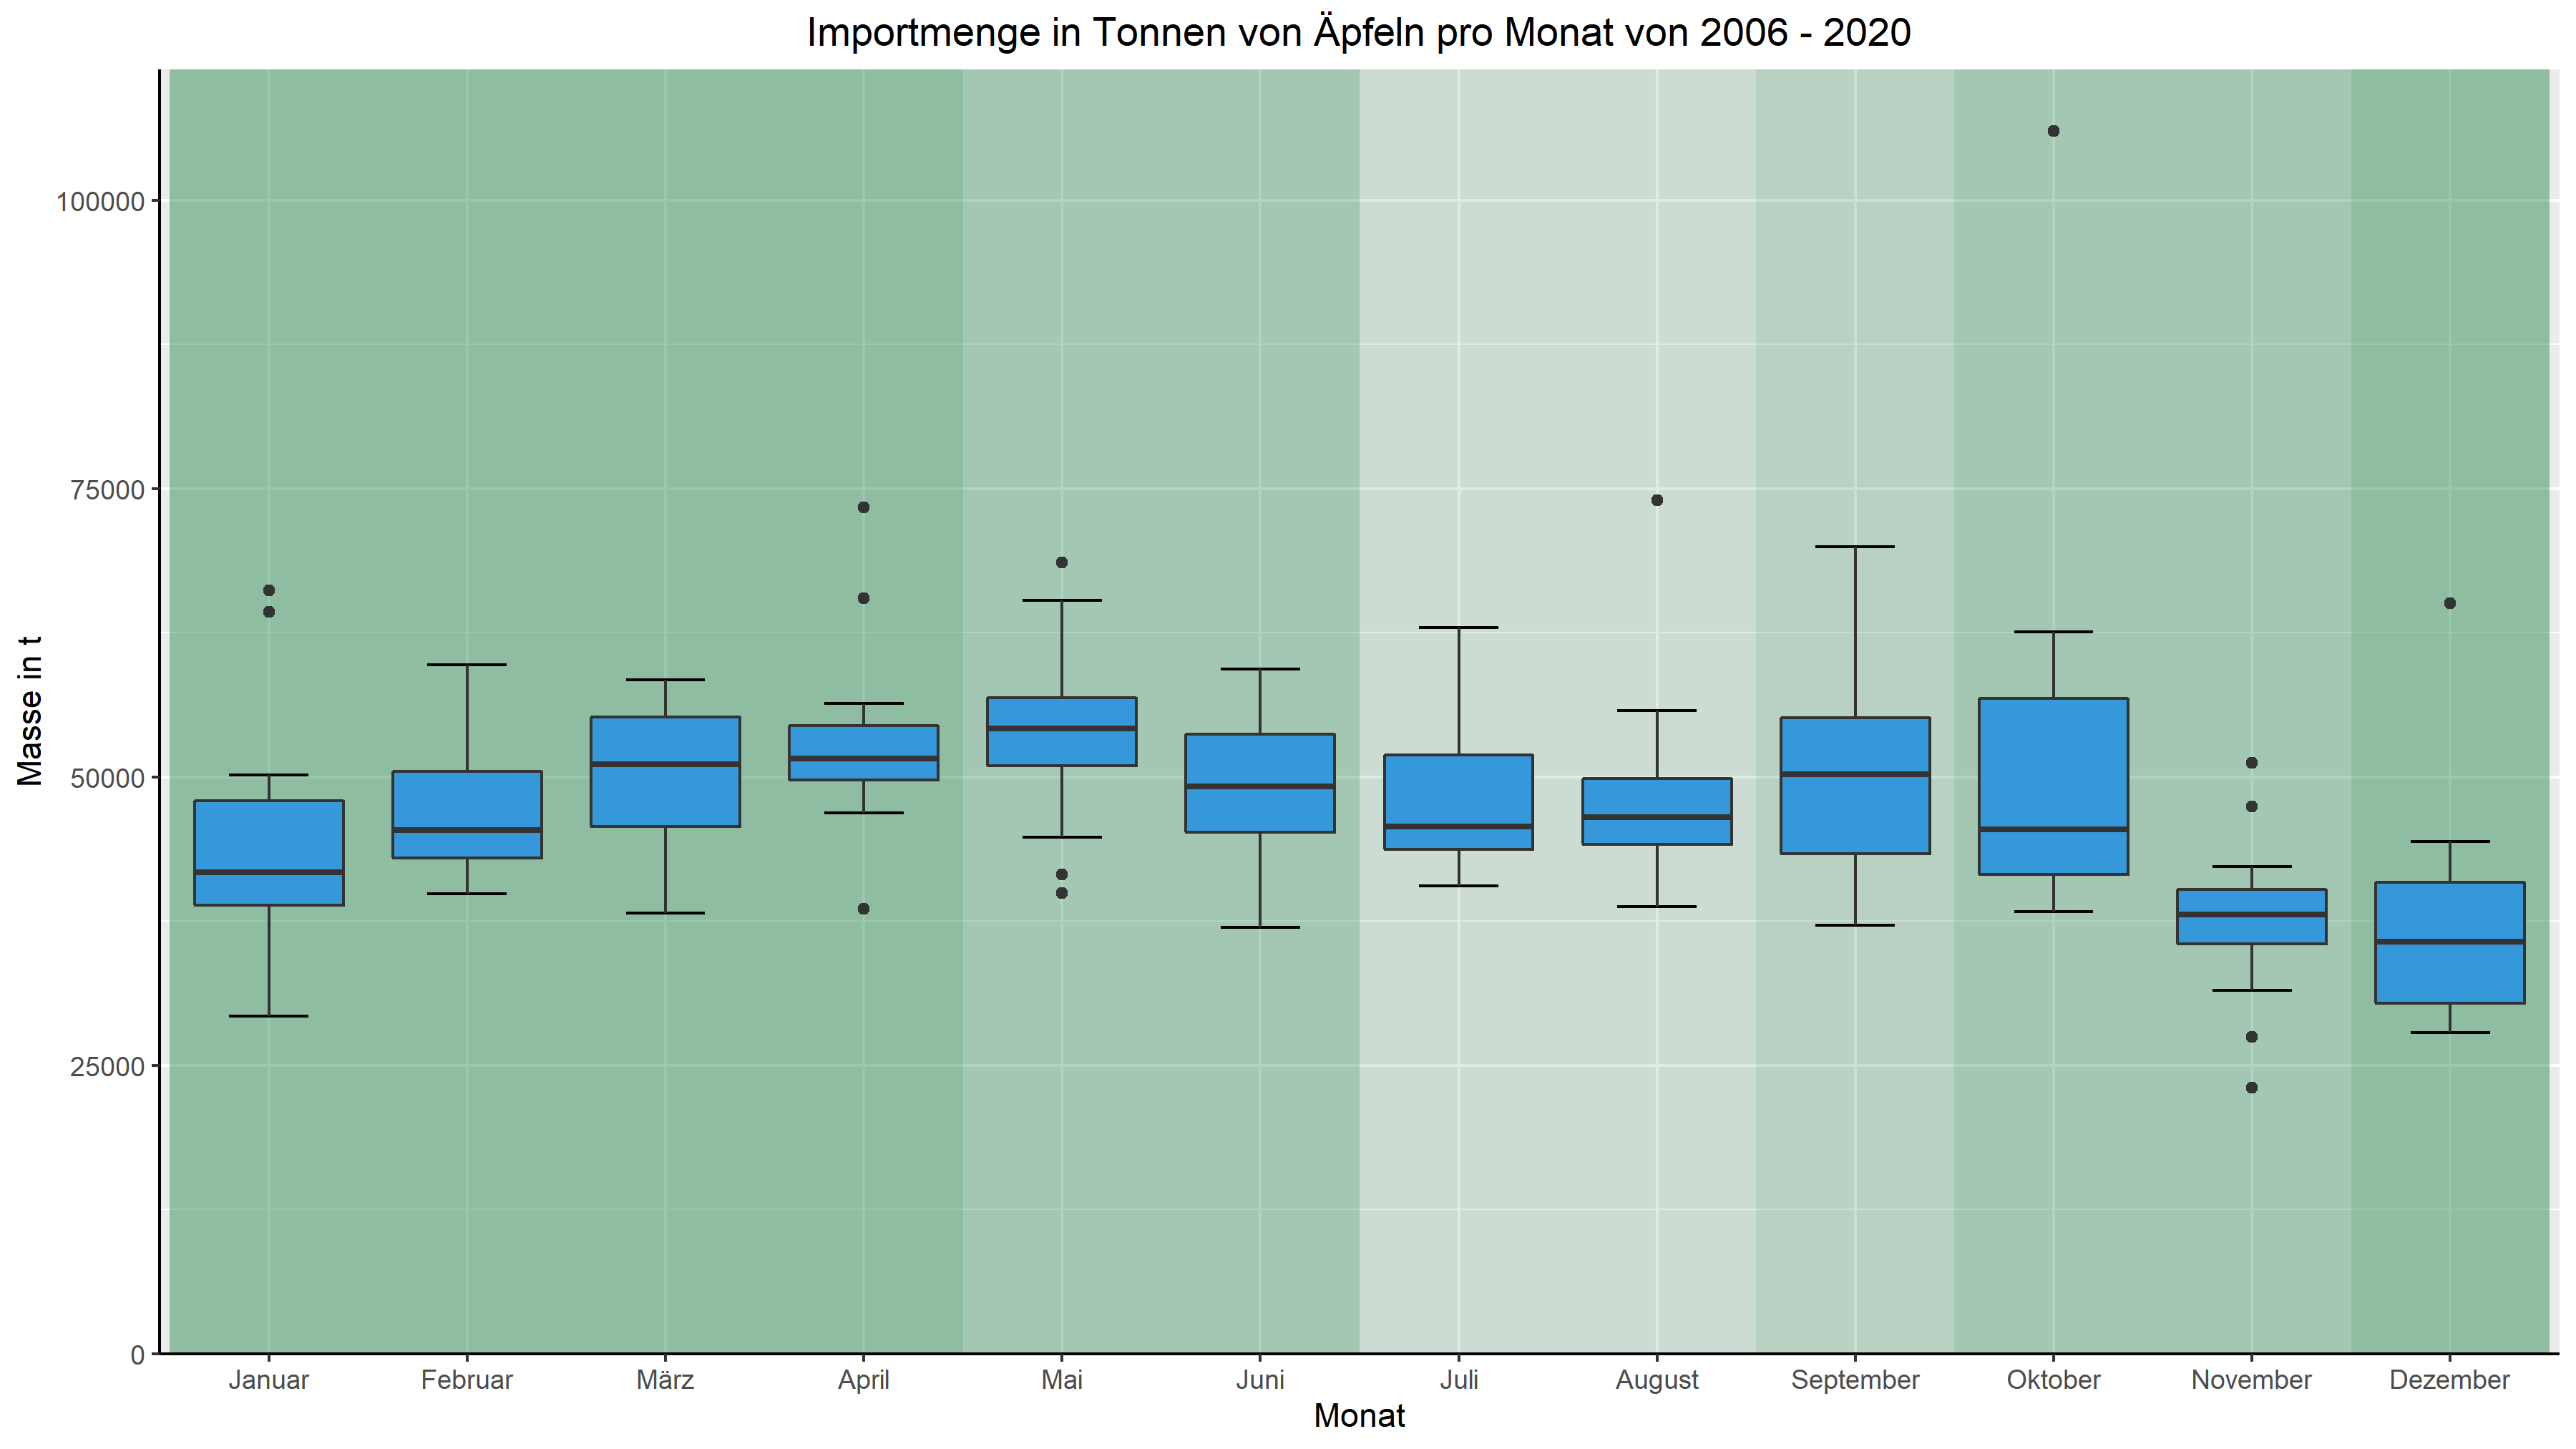 Importmenge in Tonnen von Äpfeln pro Monat von 2006 - 2020
Masse in t
100000
75000
50000
25000
0
Januar Februar März April Mai Juni Juli August September Oktober November Dezember
Monat